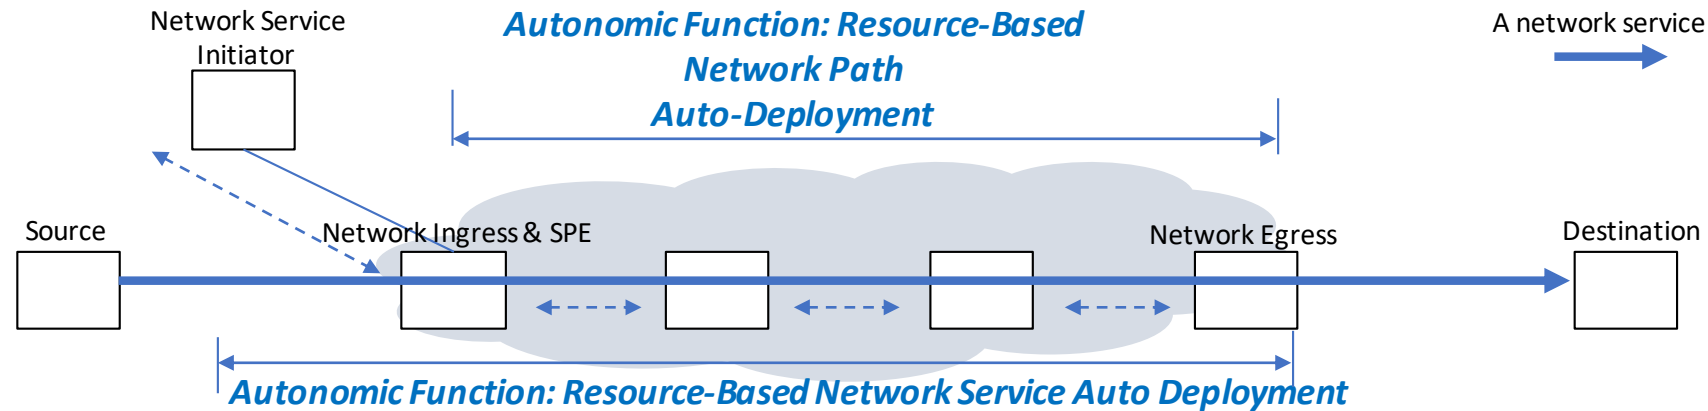 Network Service
Initiator
Autonomic Function: Resource-Based
Network Path
Auto-Deployment
A network service
Source
Network Ingress & SPE
Network Egress
Destination
Autonomic Function: Resource-Based Network Service Auto Deployment